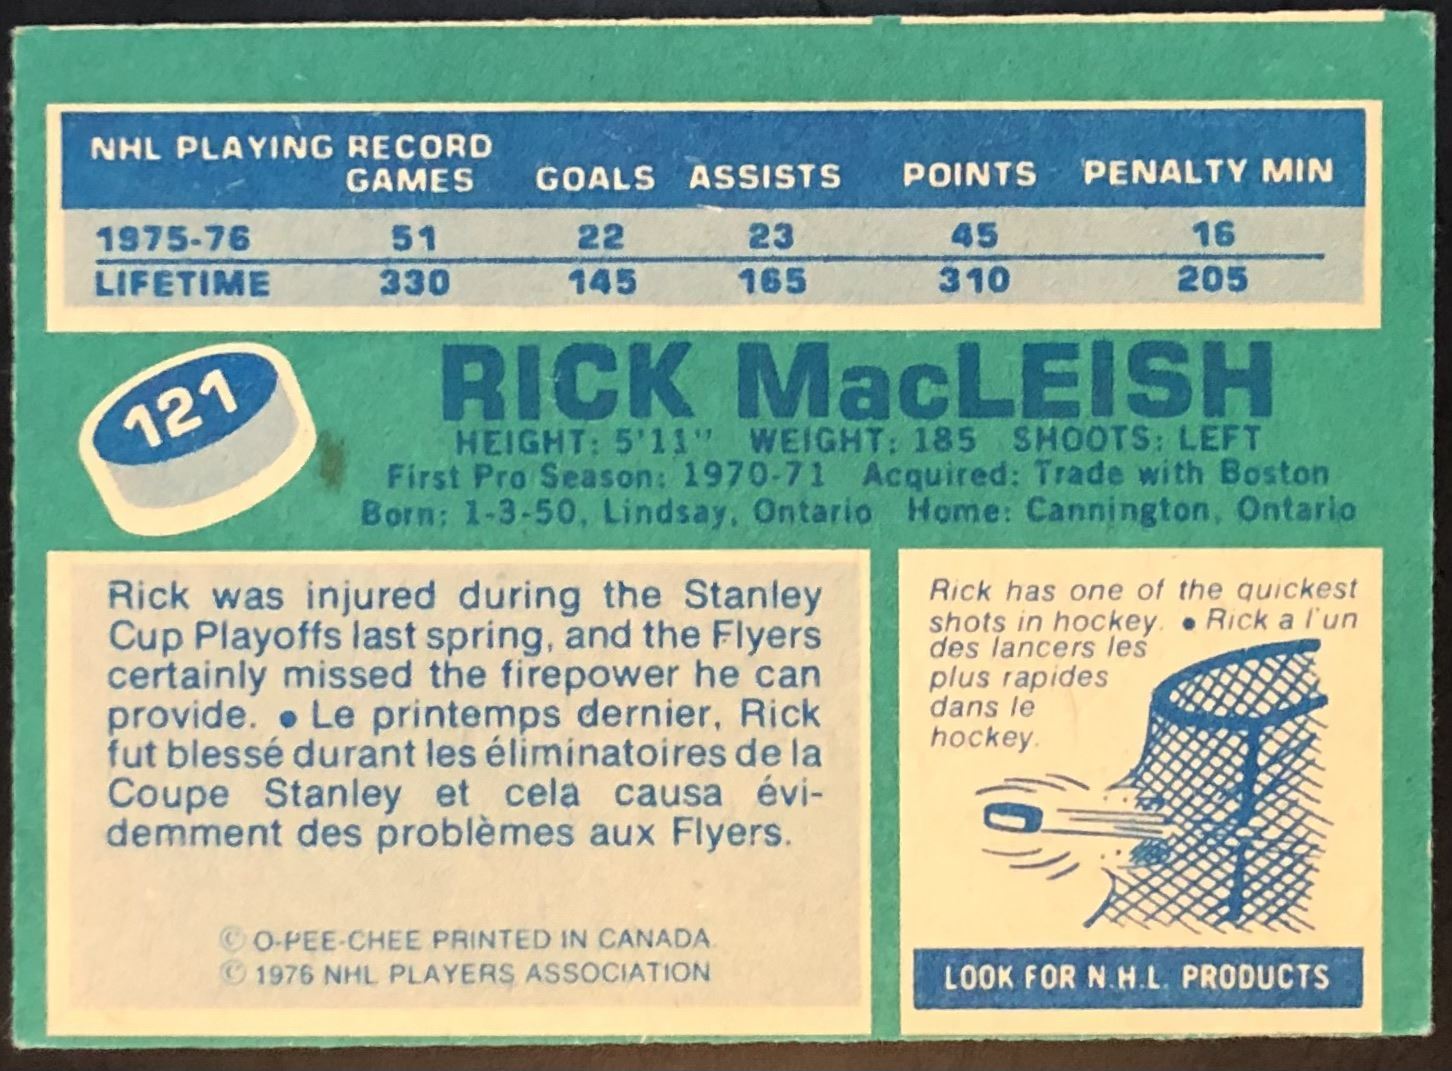 NHL PLAYING RECORD
GAMES GOALS ASSISTS POINTS PENALTY MIN
1975-76 51 22 23 45 16
LIFETIME 330 145 165 310 205
121
RICK MacLEISH
HEIGHT: 5'11" WEIGHT: 185 SHOOTS: LEFT
First Pro Season: 1970-71 Acquired: Trade with Boston
Born: 1-3-50, Lindsay, Ontario Home: Cannington, Ontario
Rick was injured during the Stanley
Cup Playoffs last spring, and the Flyers
certainly missed the firepower he can
provide. • Le printemps dernier, Rick
fut blessé durant les éliminatoires de la
Coupe Stanley et cela causa évi-
demment des problèmes aux Flyers.
© O-PEE-CHEE PRINTED IN CANADA
© 1976 NHL PLAYERS ASSOCIATION
Rick has one of the quickest
shots in hockey. • Rick a l'un
des lancers les
plus rapides
dans le
hockey.
LOOK FOR N.H.L. PRODUCTS